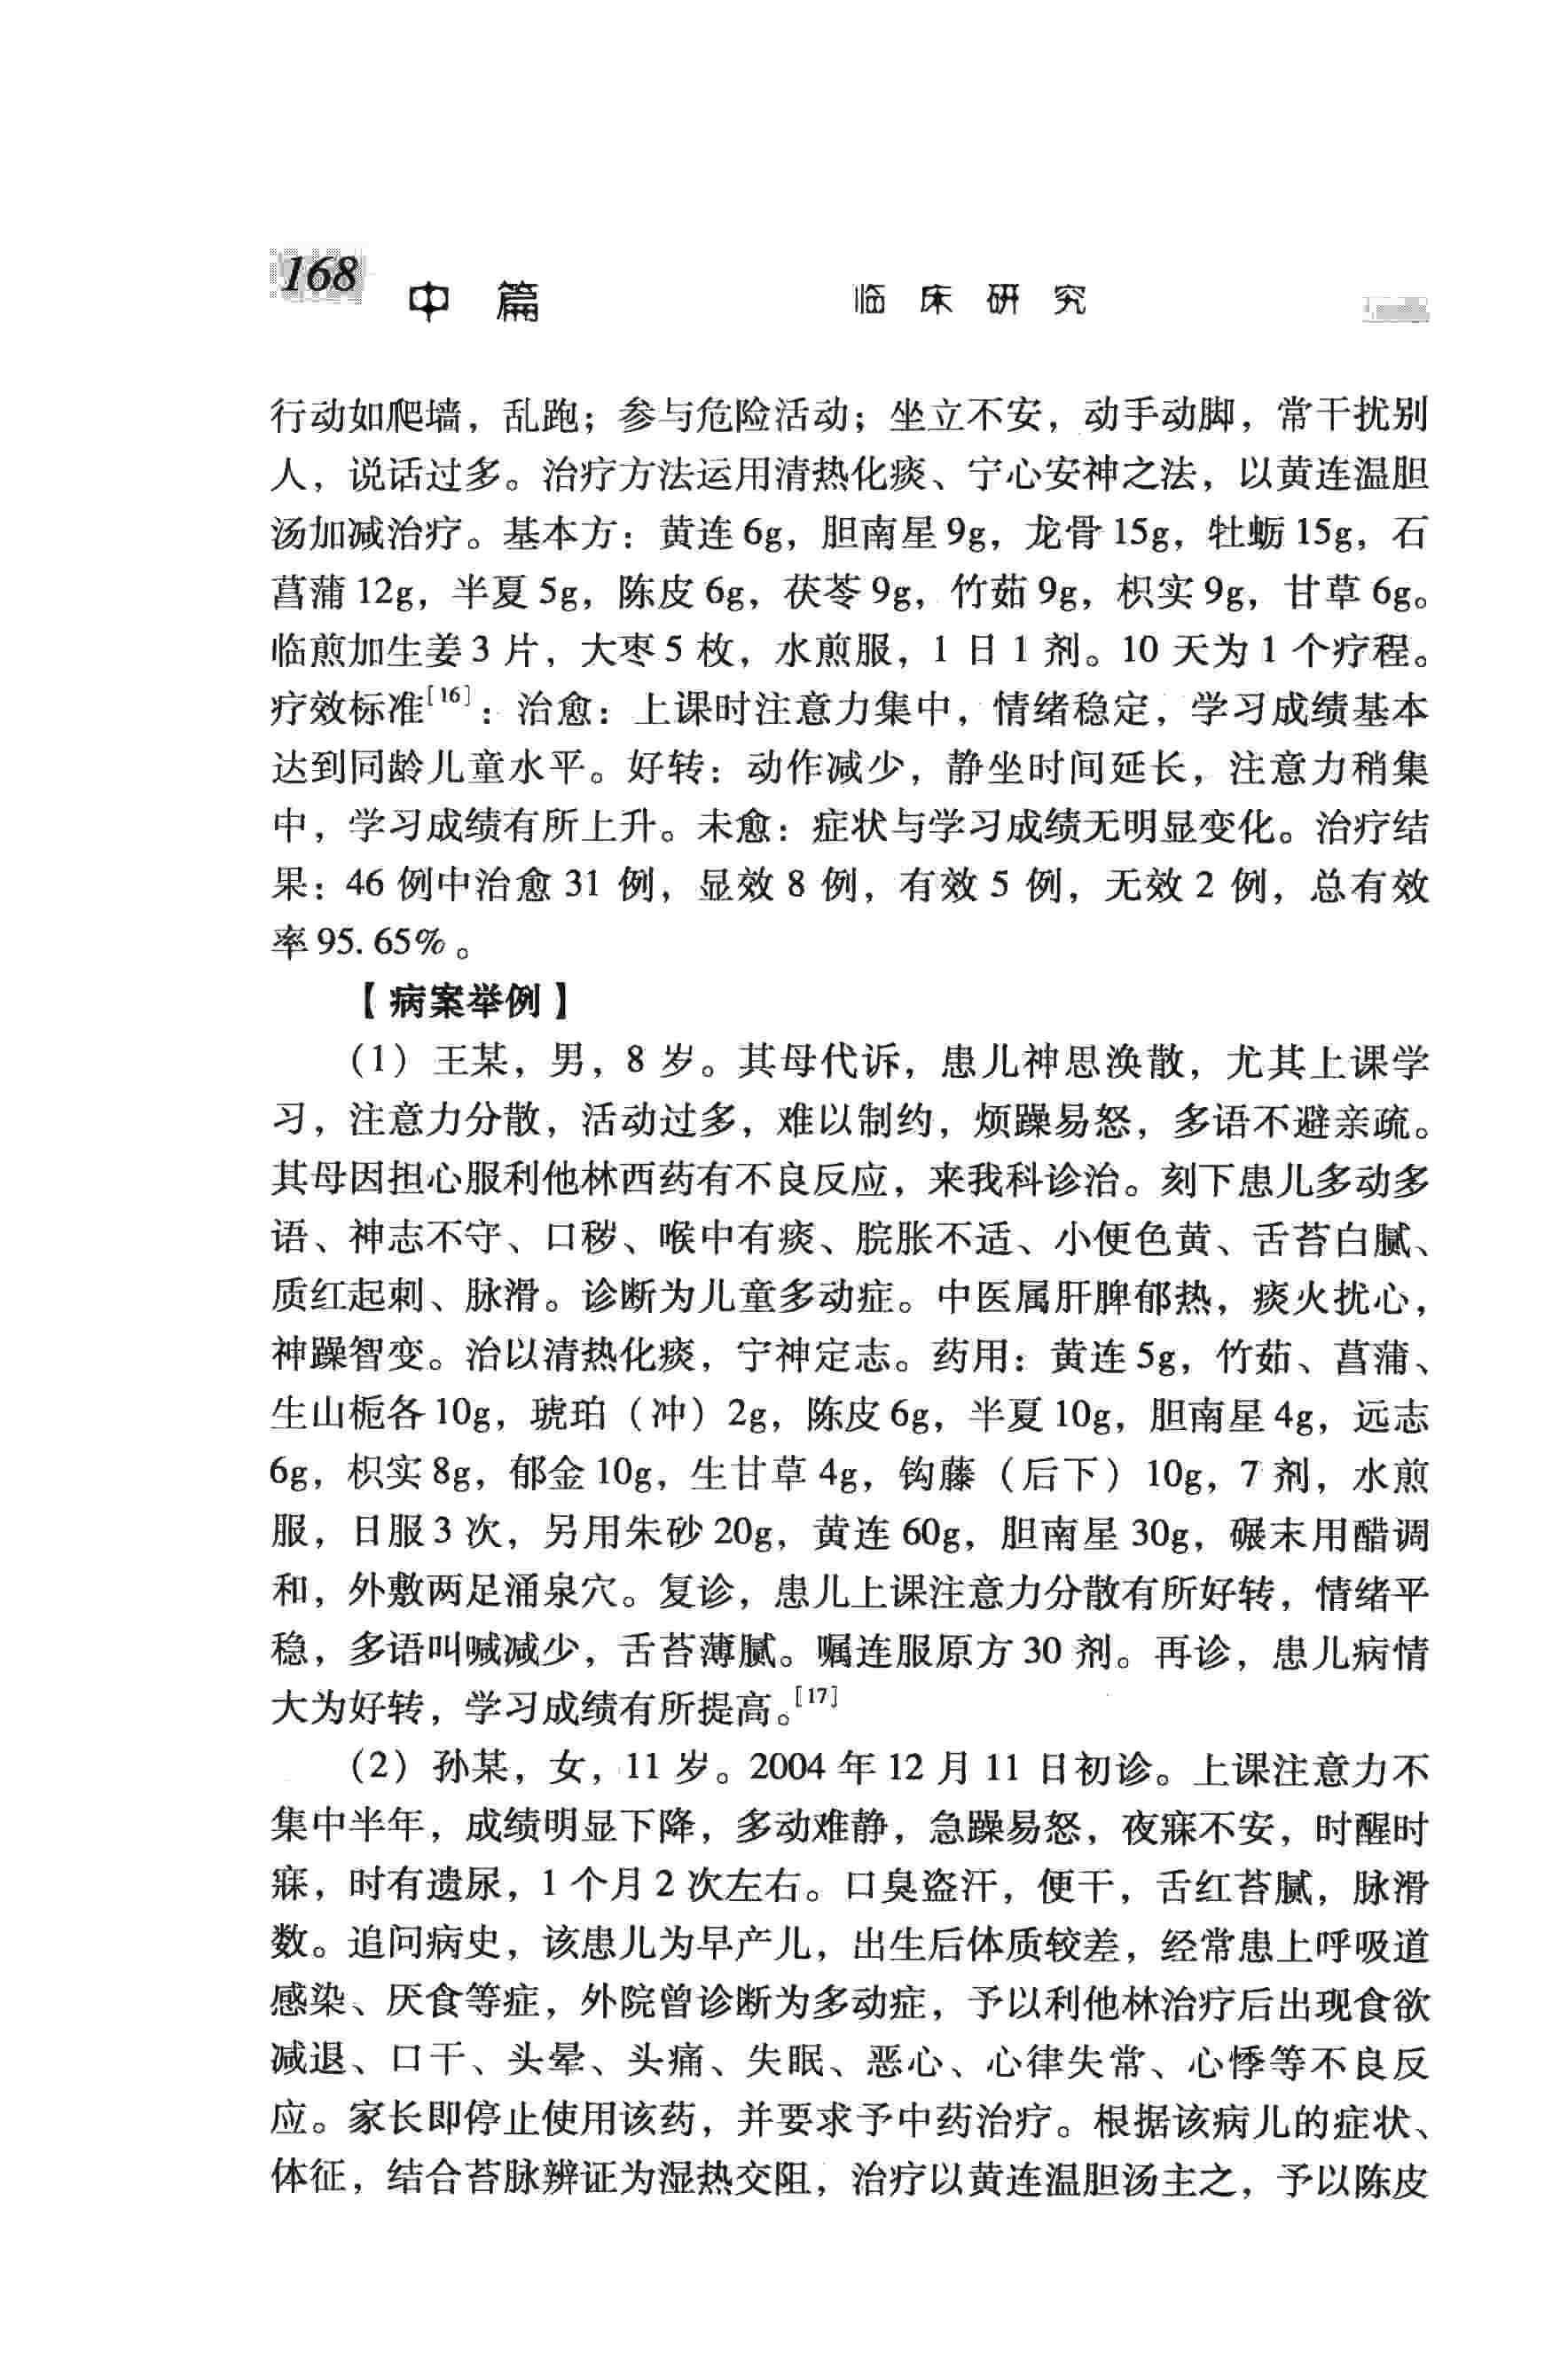 168
中 篇 临 床 研 究
行动如爬墙，乱跑；参与危险活动；坐立不安，动手动脚，常干扰别
人，说话过多。治疗方法运用清热化痰、宁心安神之法，以黄连温胆
汤加减治疗。基本方：黄连 6g，胆南星 9g，龙骨 15g，牡蛎 15g，石
菖蒲 12g，半夏 5g，陈皮 6g，茯苓 9g，竹茹 9g，枳实 9g，甘草 6g。
临煎加生姜 3 片，大枣 5 枚，水煎服，1 日 1 剂。10 天为 1 个疗程。
疗效标准[16]：治愈：上课时注意力集中，情绪稳定，学习成绩基本
达到同龄儿童水平。好转：动作减少，静坐时间延长，注意力稍集
中，学习成绩有所上升。未愈：症状与学习成绩无明显变化。治疗结
果：46 例中治愈 31 例，显效 8 例，有效 5 例，无效 2 例，总有效
率 95.65%。
【病案举例】
（1）王某，男，8 岁。其母代诉，患儿神思涣散，尤其上课学
习，注意力分散，活动过多，难以制约，烦躁易怒，多语不避亲疏。
其母因担心服利他林西药有不良反应，来我科诊治。刻下患儿多动多
语、神志不守、口秽、喉中有痰、脘胀不适、小便色黄、舌苔白腻、
质红起刺、脉滑。诊断为儿童多动症。中医属肝脾郁热，痰火扰心，
神躁智变。治以清热化痰，宁神定志。药用：黄连 5g，竹茹、菖蒲、
生山栀各 10g，琥珀（冲）2g，陈皮 6g，半夏 10g，胆南星 4g，远志
6g，枳实 8g，郁金 10g，生甘草 4g，钩藤（后下）10g，7 剂，水煎
服，日服 3 次，另用朱砂 20g，黄连 60g，胆南星 30g，碾末用醋调
和，外敷两足涌泉穴。复诊，患儿上课注意力分散有所好转，情绪平
稳，多语叫喊减少，舌苔薄腻。嘱连服原方 30 剂。再诊，患儿病情
大为好转，学习成绩有所提高。[17]
（2）孙某，女，11 岁。2004 年 12 月 11 日初诊。上课注意力不
集中半年，成绩明显下降，多动难静，急躁易怒，夜寐不安，时醒时
寐，时有遗尿，1 个月 2 次左右。口臭盗汗，便干，舌红苔腻，脉滑
数。追问病史，该患儿为早产儿，出生后体质较差，经常患上呼吸道
感染、厌食等症，外院曾诊断为多动症，予以利他林治疗后出现食欲
减退、口干、头晕、头痛、失眠、恶心、心律失常、心悸等不良反
应。家长即停止使用该药，并要求予中药治疗。根据该病儿的症状、
体征，结合苔脉辨证为湿热交阻，治疗以黄连温胆汤主之，予以陈皮